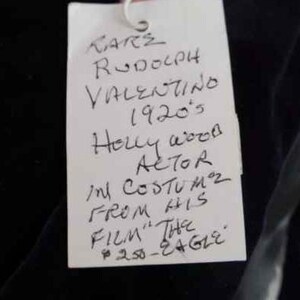 RARE
RUDOLPH
VALENTINO
1920's
HOLLYWOOD
ACTOR
IN COSTUME
FROM HIS
FILM "THE
$250- EAGLE"